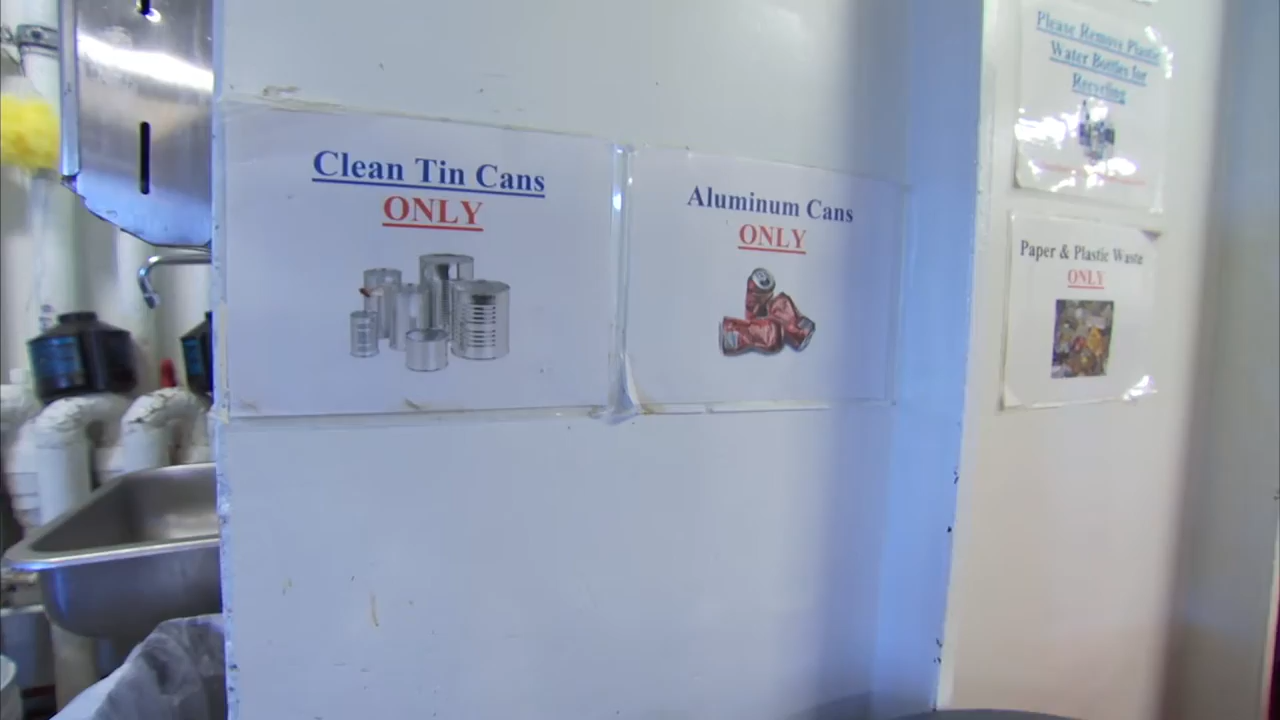 Clean Tin Cans
ONLY
Aluminum Cans
ONLY
Please Remove Plastic
Water Bottles for
Recycling
Paper & Plastic Waste
ONLY